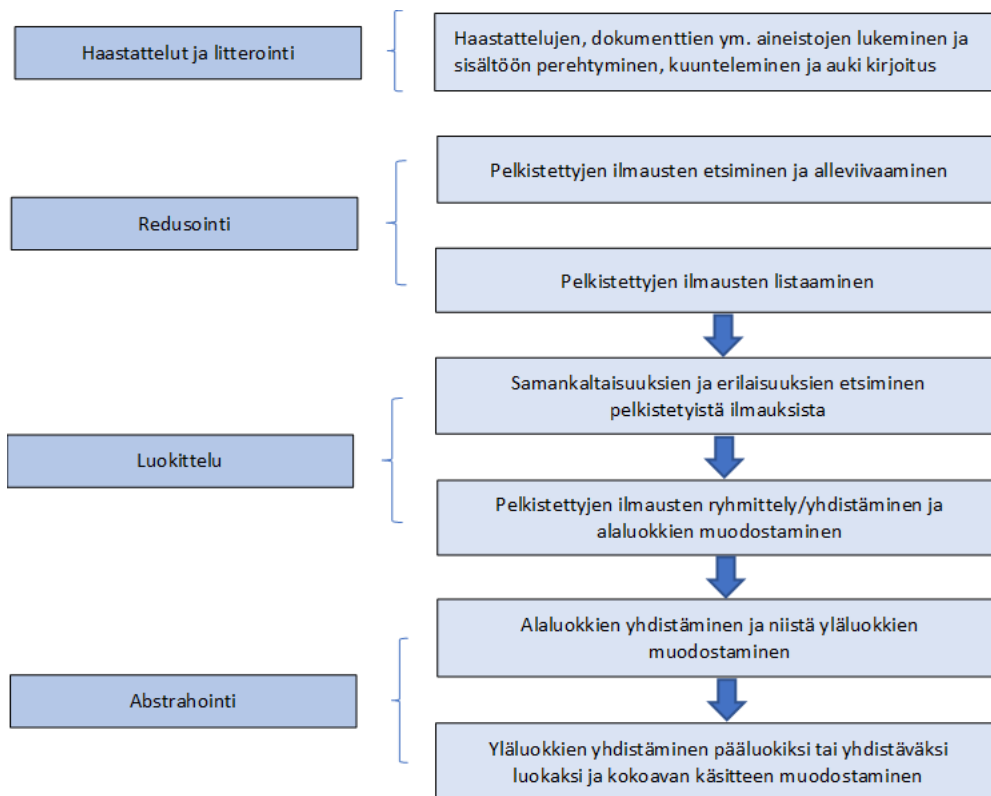 Haastattelut ja litterointi
Haastattelujen, dokumenttien ym. aineistojen lukeminen ja
sisältöön perehtyminen, kuunteleminen ja auki kirjoitus
Redusointi
Pelkistettyjen ilmausten etsiminen ja alleviivaaminen
Pelkistettyjen ilmausten listaaminen
Luokittelu
Samankaltaisuuksien ja erilaisuuksien etsiminen
pelkistetyistä ilmauksista
Pelkistettyjen ilmausten ryhmittely/yhdistäminen ja
alaluokkien muodostaminen
Abstrahointi
Alaluokkien yhdistäminen ja niistä yläluokkien
muodostaminen
Yläluokkien yhdistäminen pääluokiksi tai yhdistäväksi
luokaksi ja kokoavan käsitteen muodostaminen